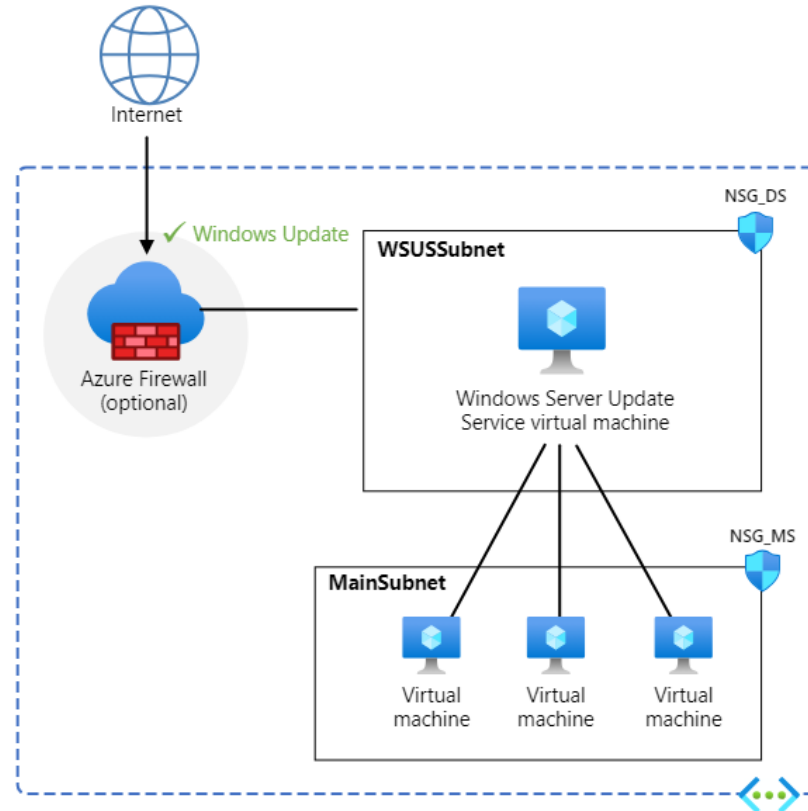 Internet
Windows Update
NSG_DS
WSUSSubnet
Azure Firewall
(optional)
Windows Server Update
Service virtual machine
NSG_MS
MainSubnet
Virtual
machine
Virtual
machine
Virtual
machine